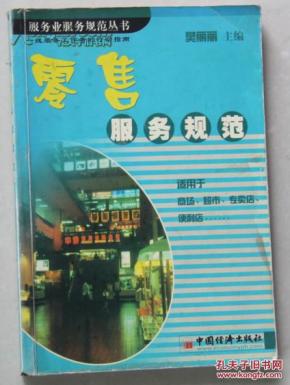 服务业服务规范丛书
樊丽丽 主编
零售
服务规范
适用于
商场、超市、专卖店、
便利店……
中国经济出版社